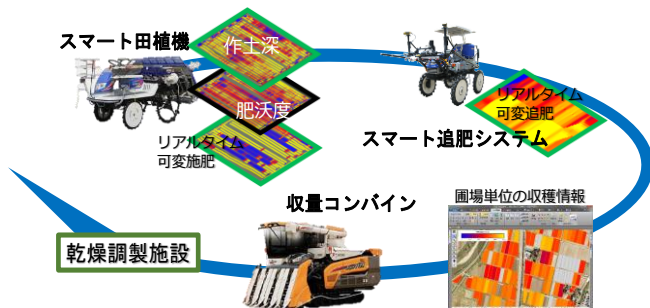 スマート田植機
作土深
肥沃度
リアルタイム
可変施肥
リアルタイム
可変追肥
スマート追肥システム
収量コンバイン
圃場単位の収穫情報
乾燥調製施設